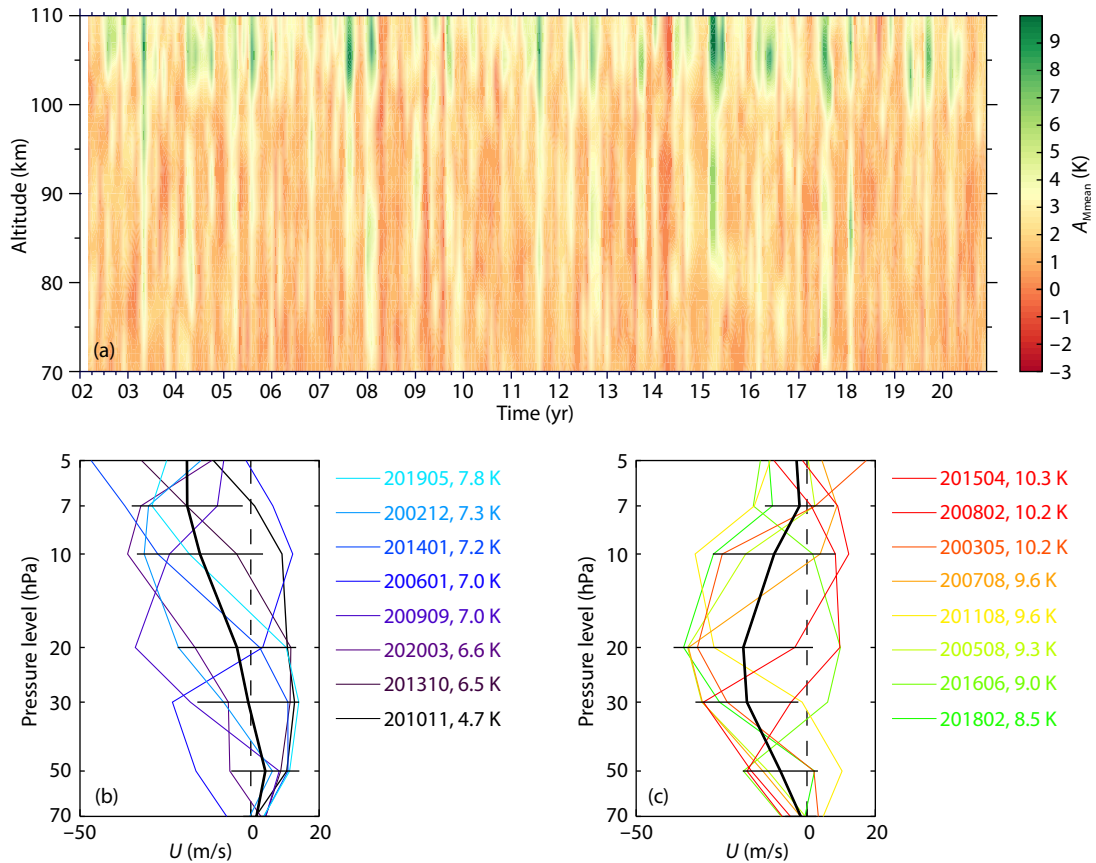 110
100
90
80
70
Altitude (km)
(a)
02 03 04 05 06 07 08 09 10 11 12 13 14 15 16 17 18 19 20
Time (yr)
9
8
7
6
5
4
3
2
1
0
−1
−2
−3
A_Mmean (K)
5
7
10
20
30
50
70
Pressure level (hPa)
(b)
−50 0 20
U (m/s)
201905, 7.8 K
200212, 7.3 K
201401, 7.2 K
200601, 7.0 K
200909, 7.0 K
202003, 6.6 K
201310, 6.5 K
201011, 4.7 K
5
7
10
20
30
50
70
Pressure level (hPa)
(c)
−50 0 20
U (m/s)
201504, 10.3 K
200802, 10.2 K
200305, 10.2 K
200708, 9.6 K
201108, 9.6 K
200508, 9.3 K
201606, 9.0 K
201802, 8.5 K